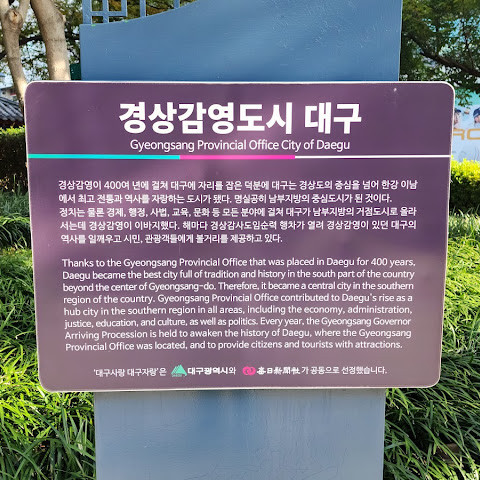 경상감영도시 대구
Gyeongsang Provincial Office City of Daegu
경상감영이 400여 년에 걸쳐 대구에 자리를 잡은 덕분에 대구는 경상도의 중심을 넘어 한강 이남
에서 최고 전통과 역사를 자랑하는 도시가 됐다. 명실공히 남부지방의 중심도시가 된 것이다.
정치는 물론 경제, 행정, 사법, 교육, 문화 등 모든 분야에 걸쳐 대구가 남부지방의 거점도시로 올라
서는데 경상감영이 이바지했다. 해마다 경상감사도임순력 행차가 열려 경상감영이 있던 대구의
역사를 일깨우고 시민, 관광객들에게 볼거리를 제공하고 있다.
Thanks to the Gyeongsang Provincial Office that was placed in Daegu for 400 years,
Daegu became the best city full of tradition and history in the south part of the country
beyond the center of Gyeongsang-do. Therefore, it became a central city in the southern
region of the country. Gyeongsang Provincial Office contributed to Daegu's rise as a
hub city in the southern region in all areas, including the economy, administration,
justice, education, and culture, as well as politics. Every year, the Gyeongsang Governor
Arriving Procession is held to awaken the history of Daegu, where the Gyeongsang
Provincial Office was located, and to provide citizens and tourists with attractions.
'대구사랑 대구자랑'은 대구광역시와 每日新聞社가 공동으로 선정했습니다.